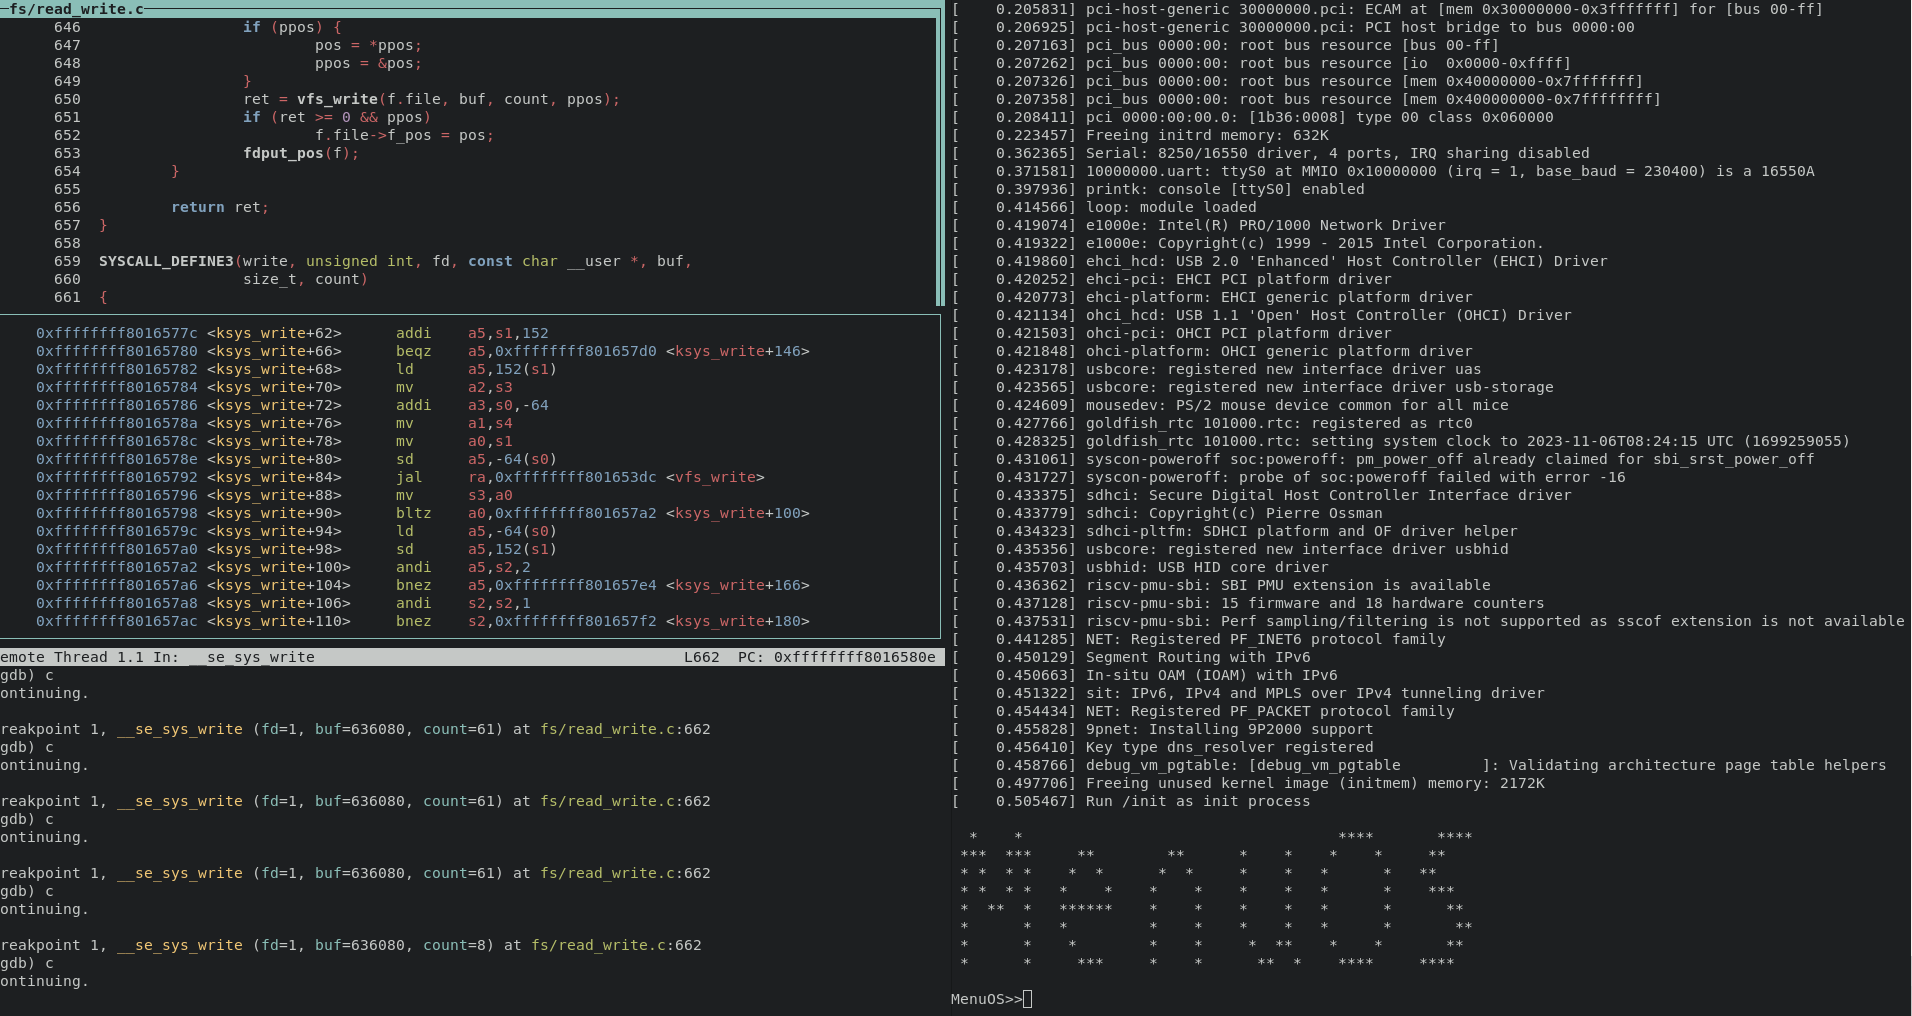 fs/read_write.c
646                  if (ppos) {
647                          pos = *ppos;
648                          ppos = &pos;
649                  }
650                  ret = vfs_write(f.file, buf, count, ppos);
651                  if (ret >= 0 && ppos)
652                          f.file->f_pos = pos;
653                  fdput_pos(f);
654          }
655
656          return ret;
657  }
658
659  SYSCALL_DEFINE3(write, unsigned int, fd, const char __user *, buf,
660                  size_t, count)
661  {
0xffffffff8016577c <ksys_write+62>      addi    a5,s1,152
0xffffffff80165780 <ksys_write+66>      beqz    a5,0xffffffff801657d0 <ksys_write+146>
0xffffffff80165782 <ksys_write+68>      ld      a5,152(s1)
0xffffffff80165784 <ksys_write+70>      mv      a2,s3
0xffffffff80165786 <ksys_write+72>      addi    a3,s0,-64
0xffffffff8016578a <ksys_write+76>      mv      a1,s4
0xffffffff8016578c <ksys_write+78>      mv      a0,s1
0xffffffff8016578e <ksys_write+80>      sd      a5,-64(s0)
0xffffffff80165792 <ksys_write+84>      jal     ra,0xffffffff801653dc <vfs_write>
0xffffffff80165796 <ksys_write+88>      mv      s3,a0
0xffffffff80165798 <ksys_write+90>      bltz    a0,0xffffffff801657a2 <ksys_write+100>
0xffffffff8016579c <ksys_write+94>      ld      a5,-64(s0)
0xffffffff801657a0 <ksys_write+98>      sd      a5,152(s1)
0xffffffff801657a2 <ksys_write+100>     andi    a5,s2,2
0xffffffff801657a6 <ksys_write+104>     bnez    a5,0xffffffff801657e4 <ksys_write+166>
0xffffffff801657a8 <ksys_write+106>     andi    s2,s2,1
0xffffffff801657ac <ksys_write+110>     bnez    s2,0xffffffff801657f2 <ksys_write+180>
emote Thread 1.1 In: __se_sys_write                                         L662  PC: 0xffffffff8016580e
gdb) c
ontinuing.
reakpoint 1, __se_sys_write (fd=1, buf=636080, count=61) at fs/read_write.c:662
gdb) c
ontinuing.
reakpoint 1, __se_sys_write (fd=1, buf=636080, count=61) at fs/read_write.c:662
gdb) c
ontinuing.
reakpoint 1, __se_sys_write (fd=1, buf=636080, count=61) at fs/read_write.c:662
gdb) c
ontinuing.
reakpoint 1, __se_sys_write (fd=1, buf=636080, count=8) at fs/read_write.c:662
gdb) c
ontinuing.
[    0.205831] pci-host-generic 30000000.pci: ECAM at [mem 0x30000000-0x3fffffff] for [bus 00-ff]
[    0.206925] pci-host-generic 30000000.pci: PCI host bridge to bus 0000:00
[    0.207163] pci_bus 0000:00: root bus resource [bus 00-ff]
[    0.207262] pci_bus 0000:00: root bus resource [io  0x0000-0xffff]
[    0.207326] pci_bus 0000:00: root bus resource [mem 0x40000000-0x7fffffff]
[    0.207358] pci_bus 0000:00: root bus resource [mem 0x400000000-0x7ffffffff]
[    0.208411] pci 0000:00:00.0: [1b36:0008] type 00 class 0x060000
[    0.223457] Freeing initrd memory: 632K
[    0.362365] Serial: 8250/16550 driver, 4 ports, IRQ sharing disabled
[    0.371581] 10000000.uart: ttyS0 at MMIO 0x10000000 (irq = 1, base_baud = 230400) is a 16550A
[    0.397936] printk: console [ttyS0] enabled
[    0.414566] loop: module loaded
[    0.419074] e1000e: Intel(R) PRO/1000 Network Driver
[    0.419322] e1000e: Copyright(c) 1999 - 2015 Intel Corporation.
[    0.419860] ehci_hcd: USB 2.0 'Enhanced' Host Controller (EHCI) Driver
[    0.420252] ehci-pci: EHCI PCI platform driver
[    0.420773] ehci-platform: EHCI generic platform driver
[    0.421134] ohci_hcd: USB 1.1 'Open' Host Controller (OHCI) Driver
[    0.421503] ohci-pci: OHCI PCI platform driver
[    0.421848] ohci-platform: OHCI generic platform driver
[    0.423178] usbcore: registered new interface driver uas
[    0.423565] usbcore: registered new interface driver usb-storage
[    0.424609] mousedev: PS/2 mouse device common for all mice
[    0.427766] goldfish_rtc 101000.rtc: registered as rtc0
[    0.428325] goldfish_rtc 101000.rtc: setting system clock to 2023-11-06T08:24:15 UTC (1699259055)
[    0.431061] syscon-poweroff soc:poweroff: pm_power_off already claimed for sbi_srst_power_off
[    0.431727] syscon-poweroff: probe of soc:poweroff failed with error -16
[    0.433375] sdhci: Secure Digital Host Controller Interface driver
[    0.433779] sdhci: Copyright(c) Pierre Ossman
[    0.434323] sdhci-pltfm: SDHCI platform and OF driver helper
[    0.435356] usbcore: registered new interface driver usbhid
[    0.435703] usbhid: USB HID core driver
[    0.436362] riscv-pmu-sbi: SBI PMU extension is available
[    0.437128] riscv-pmu-sbi: 15 firmware and 18 hardware counters
[    0.437531] riscv-pmu-sbi: Perf sampling/filtering is not supported as sscof extension is not available
[    0.441285] NET: Registered PF_INET6 protocol family
[    0.450129] Segment Routing with IPv6
[    0.450663] In-situ OAM (IOAM) with IPv6
[    0.451322] sit: IPv6, IPv4 and MPLS over IPv4 tunneling driver
[    0.454434] NET: Registered PF_PACKET protocol family
[    0.455828] 9pnet: Installing 9P2000 support
[    0.456410] Key type dns_resolver registered
[    0.458766] debug_vm_pgtable: [debug_vm_pgtable         ]: Validating architecture page table helpers
[    0.497706] Freeing unused kernel image (initmem) memory: 2172K
[    0.505467] Run /init as init process
MenuOS>>